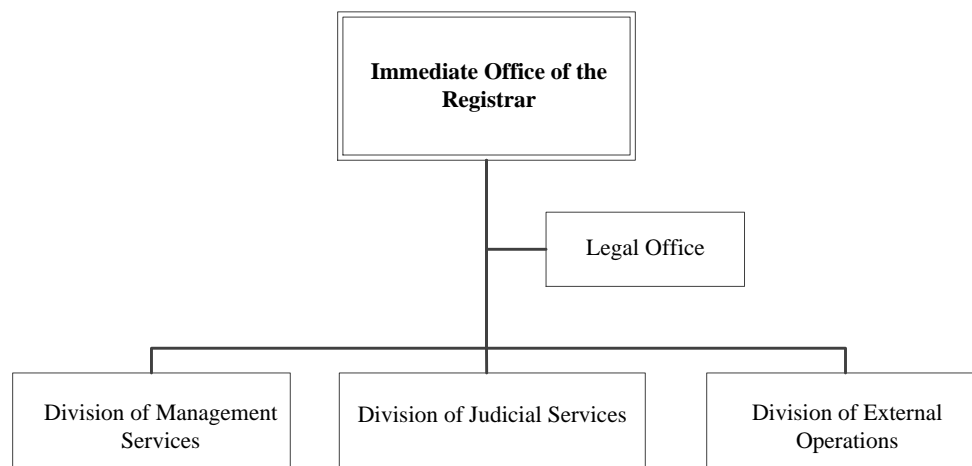 Immediate Office of the
Registrar
Legal Office
Division of Management
Services
Division of Judicial Services
Division of External
Operations